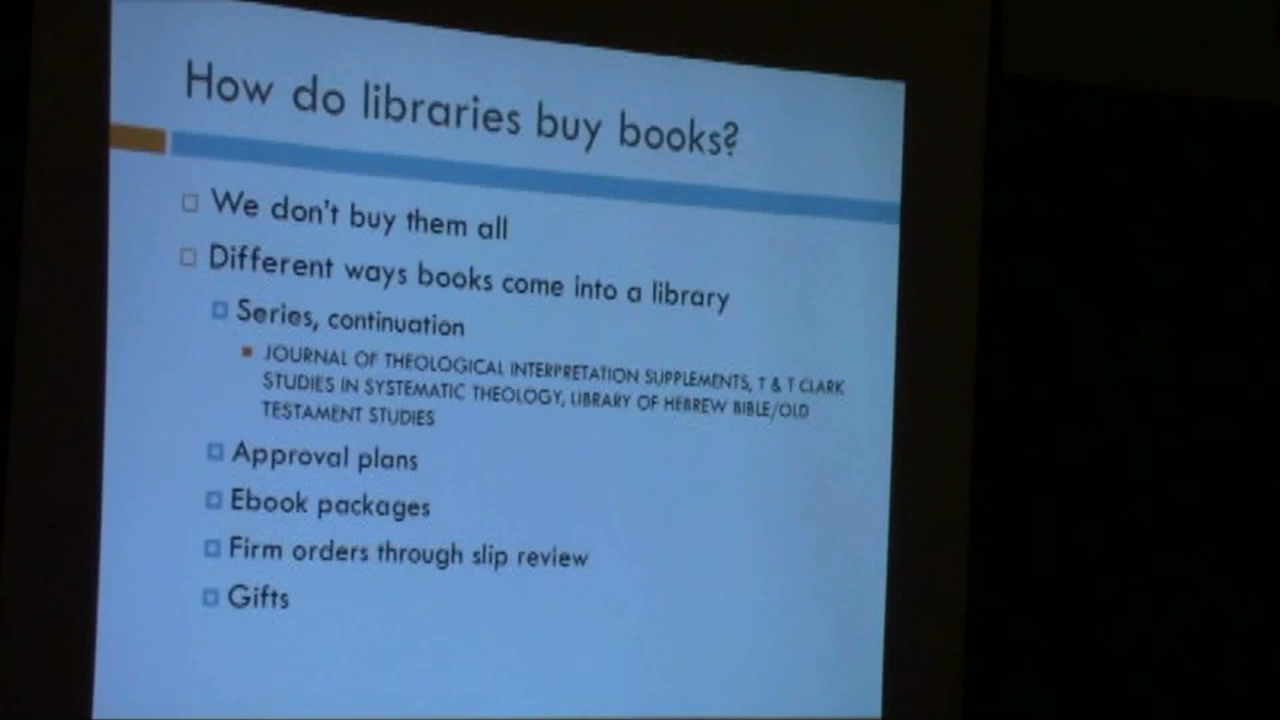 How do libraries buy books?
We don't buy them all
Different ways books come into a library
Series, continuation
JOURNAL OF THEOLOGICAL INTERPRETATION SUPPLEMENTS, T & T CLARK
STUDIES IN SYSTEMATIC THEOLOGY, LIBRARY OF HEBREW BIBLE/OLD
TESTAMENT STUDIES
Approval plans
Ebook packages
Firm orders through slip review
Gifts